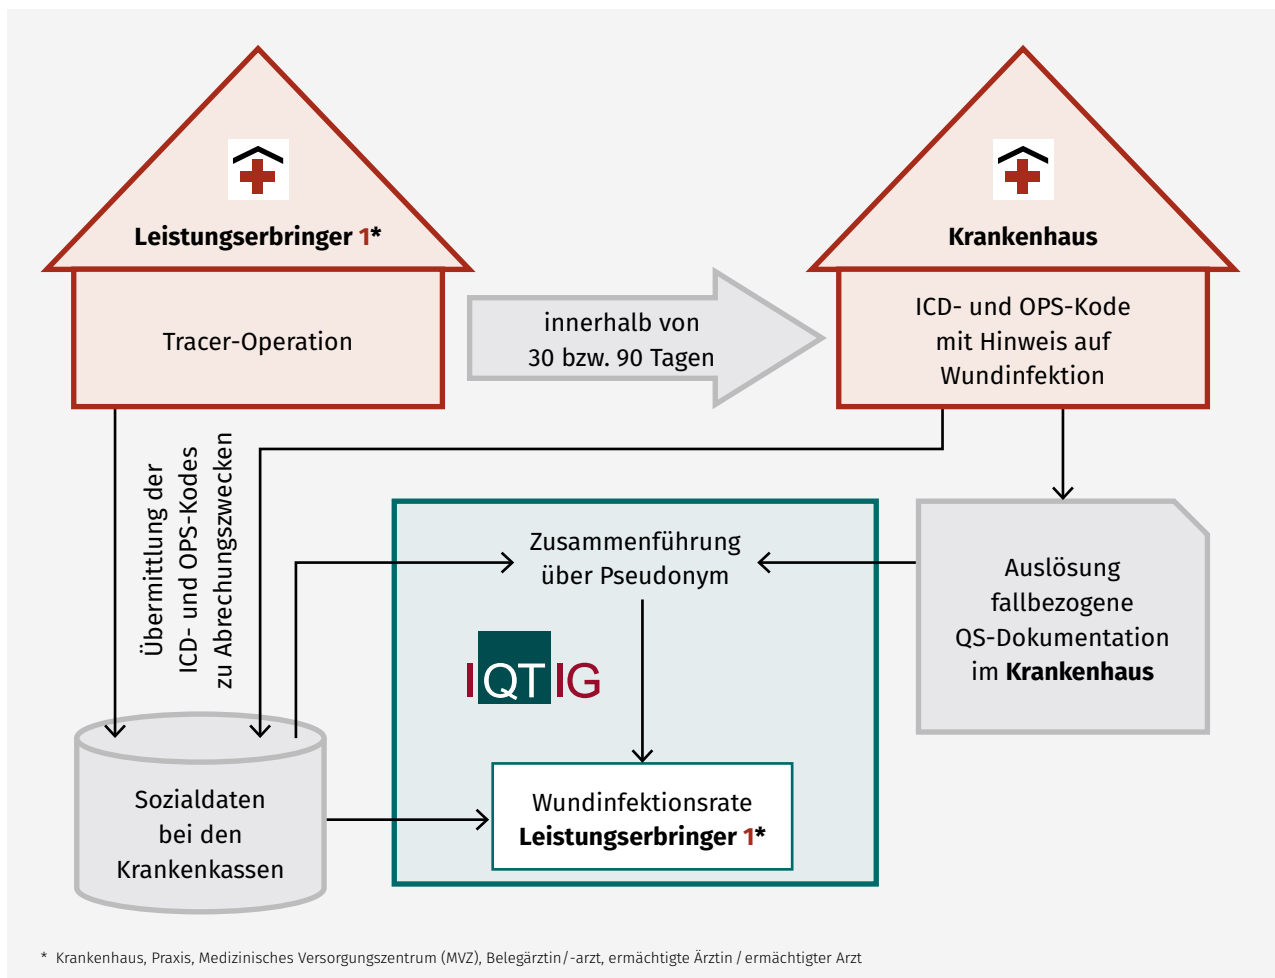 Leistungserbringer 1*
Tracer-Operation
innerhalb von
30 bzw. 90 Tagen
Krankenhaus
ICD- und OPS-Kode
mit Hinweis auf
Wundinfektion
Übermittlung der
ICD- und OPS-Kodes
zu Abrechungszwecken
Zusammenführung
über Pseudonym
IQTIG
Auslösung
fallbezogene
QS-Dokumentation
im Krankenhaus
Sozialdaten
bei den
Krankenkassen
Wundinfektionsrate
Leistungserbringer 1*
* Krankenhaus, Praxis, Medizinisches Versorgungszentrum (MVZ), Belegärztin/-arzt, ermächtigte Ärztin / ermächtigter Arzt